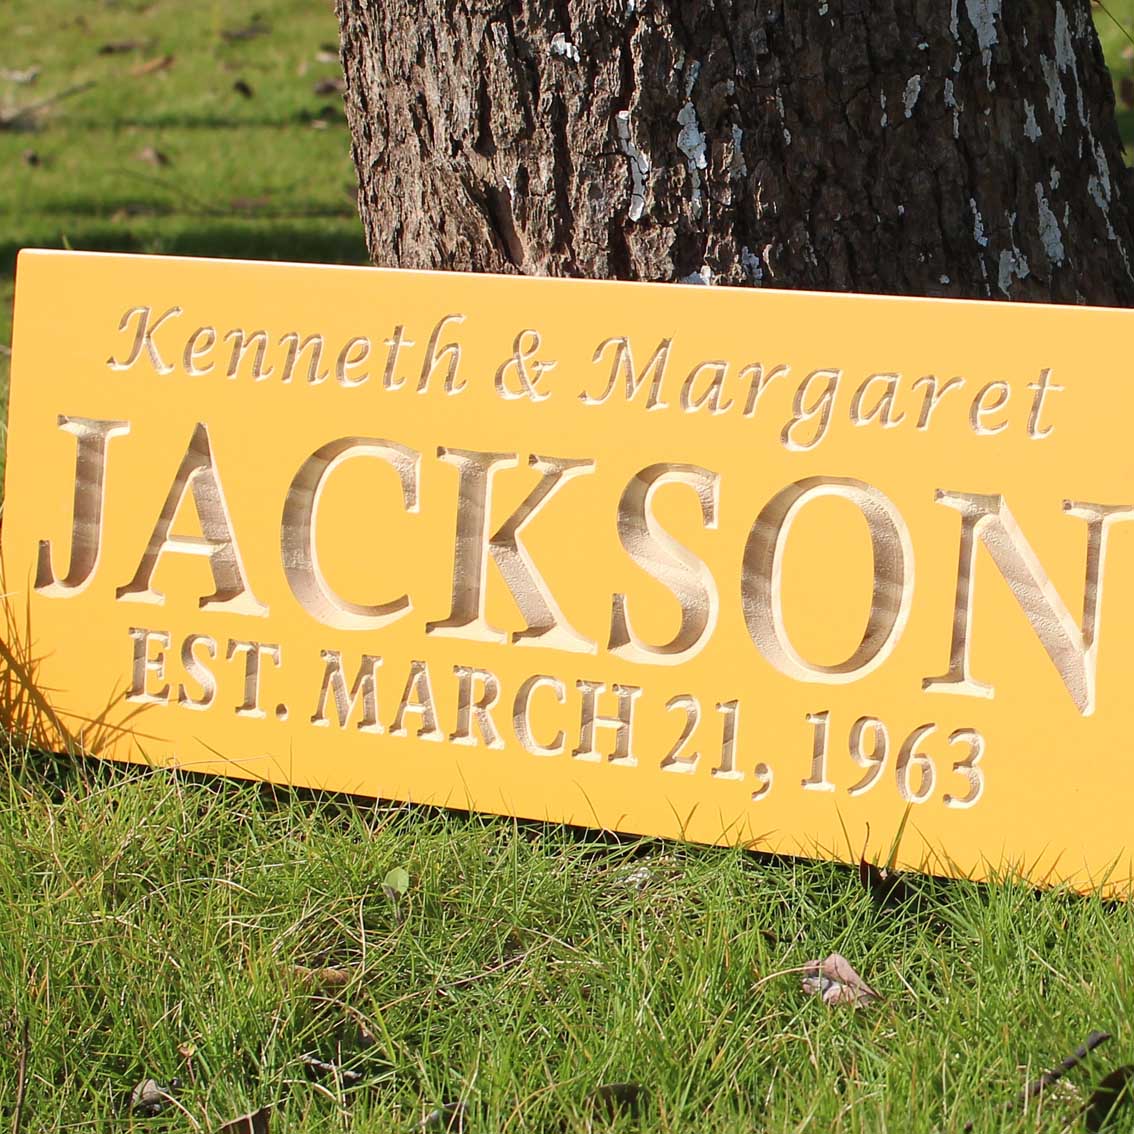 Kenneth & Margaret
JACKSON
EST. MARCH 21, 1963